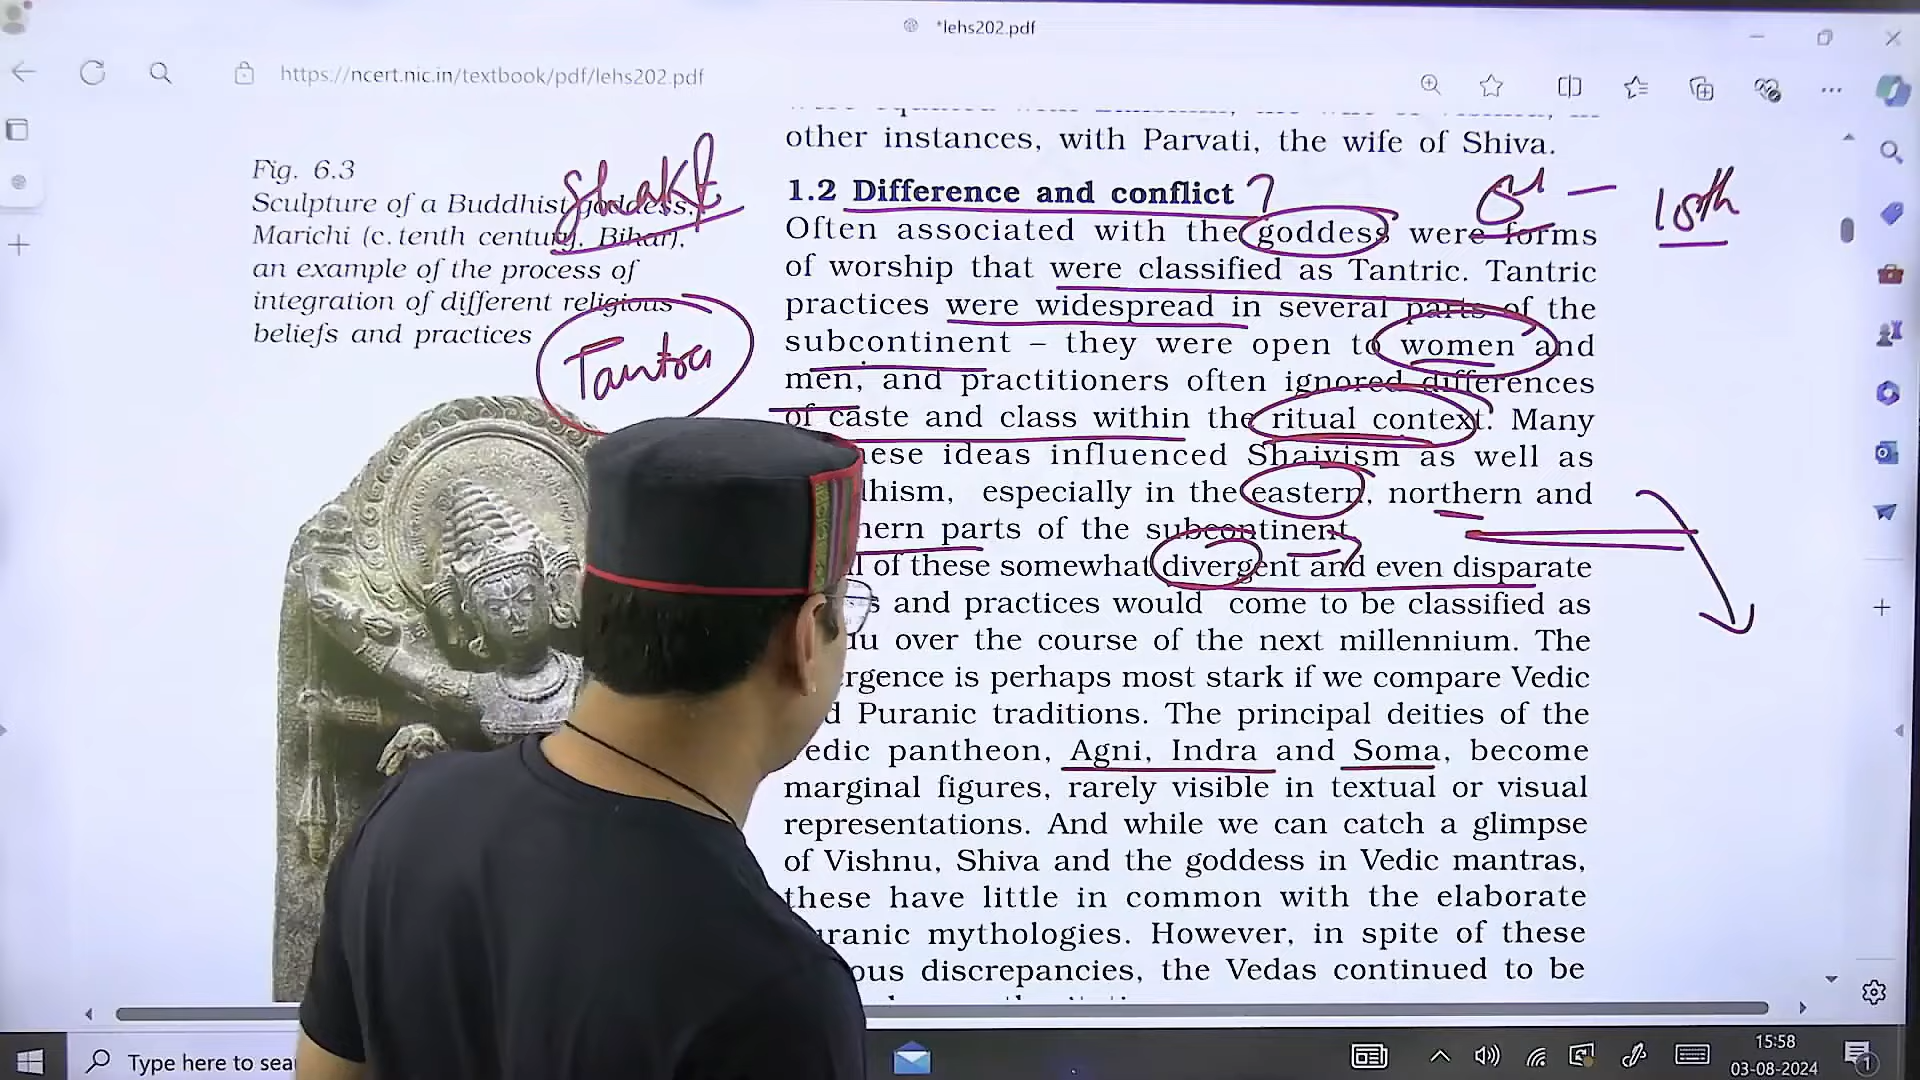 *lehs202.pdf
https://ncert.nic.in/textbook/pdf/lehs202.pdf
other instances, with Parvati, the wife of Shiva.
Fig. 6.3
Sculpture of a Buddhist goddess,
Marichi (c. tenth century, Bihar),
an example of the process of
integration of different religious
beliefs and practices
Shakti
Tantra
1.2 Difference and conflict ?
10th
Often associated with the goddess were forms
of worship that were classified as Tantric. Tantric
practices were widespread in several parts of the
subcontinent – they were open to women and
men, and practitioners often ignored differences
of caste and class within the ritual context. Many
ese ideas influenced Shaivism as well as
hism, especially in the eastern, northern and
hern parts of the subcontinent.
l of these somewhat divergent and even disparate
s and practices would come to be classified as
du over the course of the next millennium. The
rgence is perhaps most stark if we compare Vedic
d Puranic traditions. The principal deities of the
edic pantheon, Agni, Indra and Soma, become
marginal figures, rarely visible in textual or visual
representations. And while we can catch a glimpse
of Vishnu, Shiva and the goddess in Vedic mantras,
these have little in common with the elaborate
uranic mythologies. However, in spite of these
ous discrepancies, the Vedas continued to be
Type here to sea
15:58
03-08-2024
1